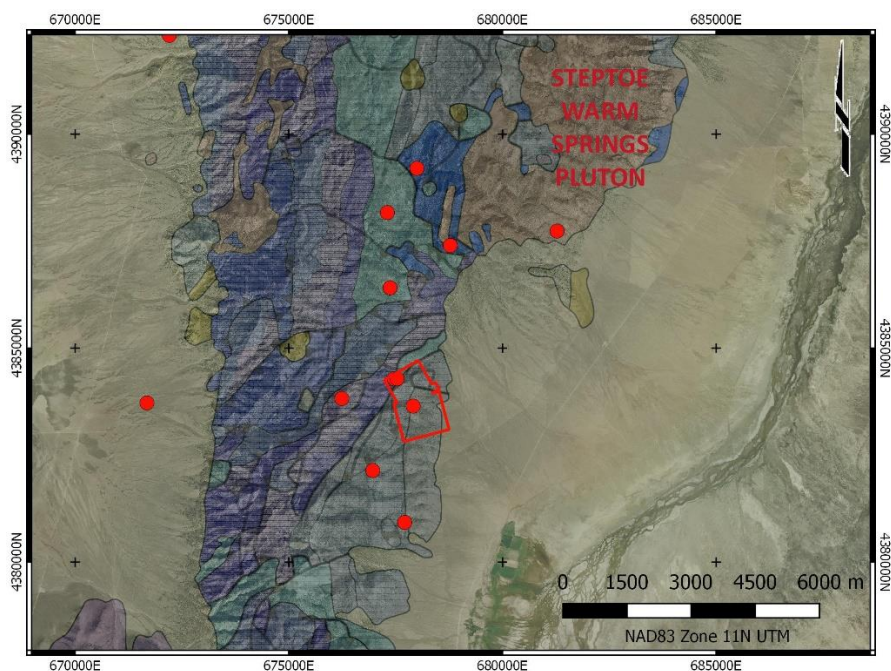 670000E 675000E 680000E 685000E
STEPTOE
WARM
SPRINGS
PLUTON
4390000N 4390000N
4385000N 4385000N
4380000N 4380000N
0 1500 3000 4500 6000 m
NAD83 Zone 11N UTM
670000E 675000E 680000E 685000E